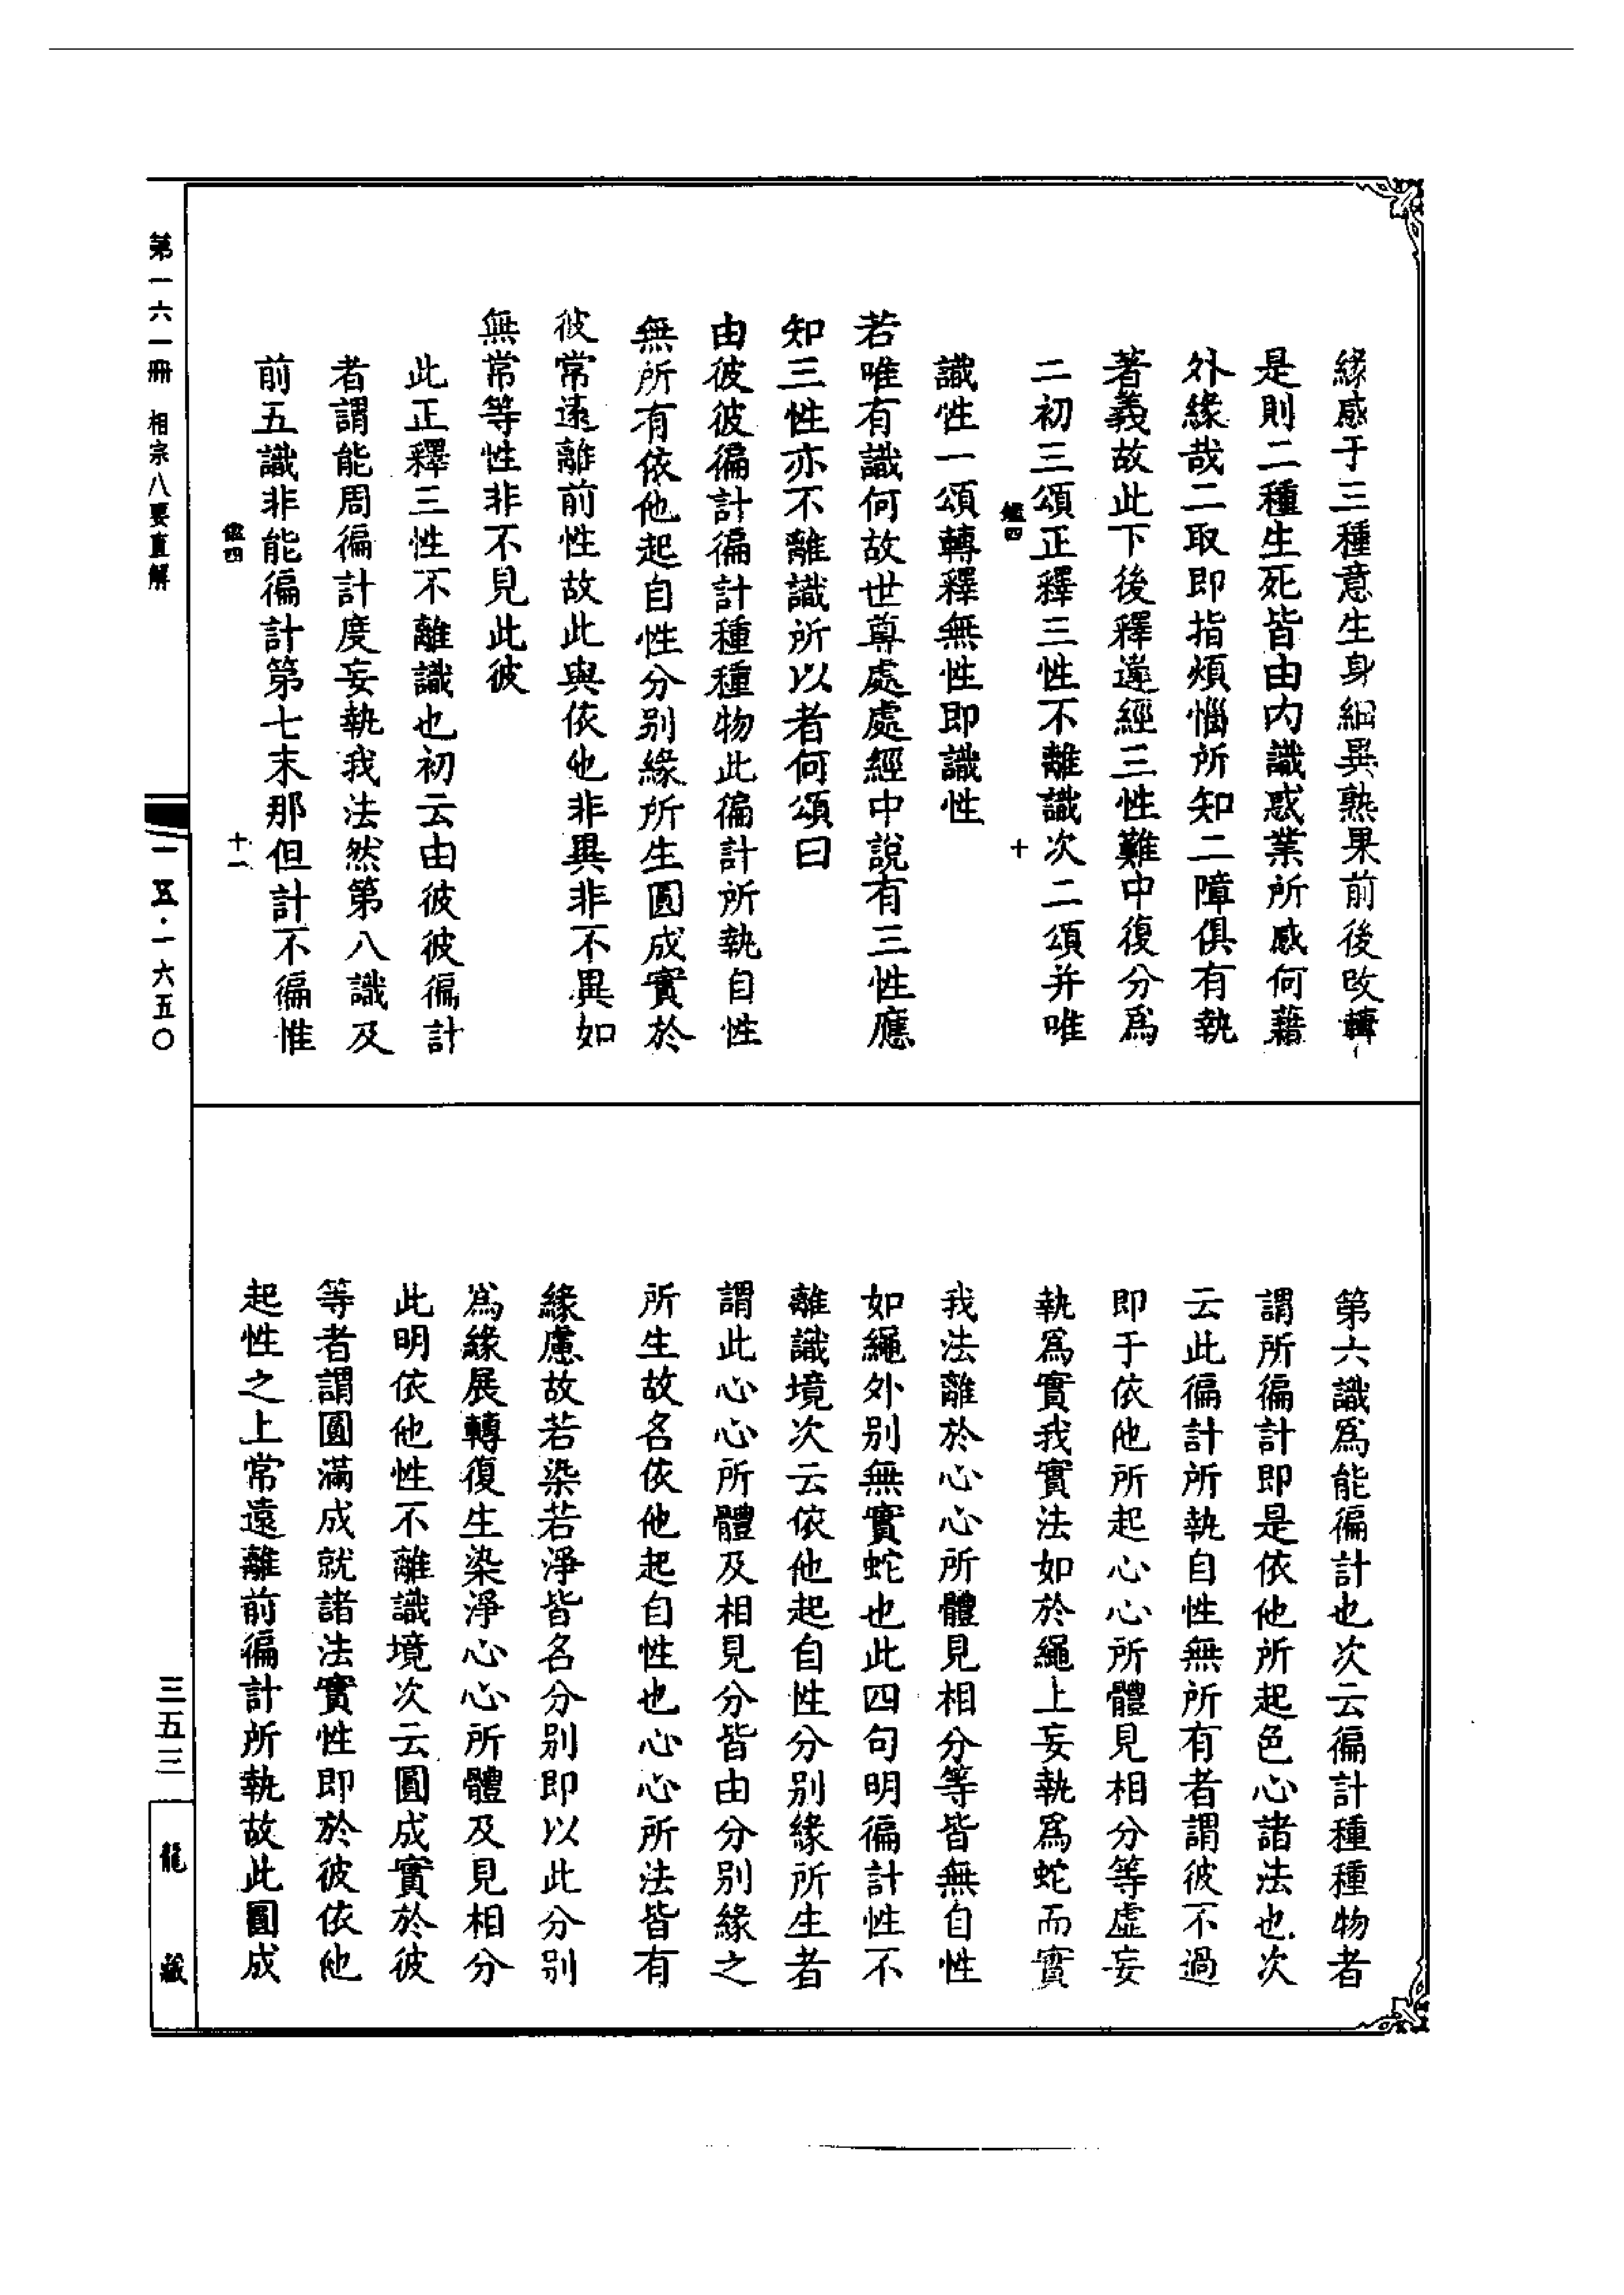 緣感于三種意生身細異熟果前後改轉
是則二種生死皆由內識惑業所感何藉
外緣哉二取即指煩惱所知二障俱有執
著義故此下後釋違經三性難中復分爲
二初三頌正釋三性不離識次二頌并唯
鑑四
十
識性一頌轉釋無性即識性
若唯有識何故世尊處處經中說有三性應
知三性亦不離識所以者何頌曰
由彼彼徧計徧計種種物此徧計所執自性
無所有依他起自性分别緣所生圓成實於
彼常遠離前性故此與依他非異非不異如
無常等性非不見此彼
此正釋三性不離識也初云由彼彼徧計
者謂能周徧計度妄執我法然第八識及
前五識非能徧計第七末那但計不徧惟
鑑四
十一
第六識爲能徧計也次云徧計種種物者
謂所徧計即是依他所起色心諸法也次
云此徧計所執自性無所有者謂彼不過
即于依他所起心心所體見相分等虛妄
執爲實我實法如於繩上妄執爲蛇而實
我法離於心心所體見相分等皆無自性
如繩外别無實蛇也此四句明徧計性不
離識境次云依他起自性分别緣所生者
謂此心心所體及相見分皆由分别緣之
所生故名依他起自性也心心所法皆有
緣慮故若染若淨皆名分别即以此分别
爲緣展轉復生染淨心心所體及見相分
此明依他性不離識境次云圓成實於彼
等者謂圓滿成就諸法實性即於彼依他
起性之上常遠離前徧計所執故此圓成
第一六一冊 相宗八要直解
一五·一六五〇
三五三
龍藏